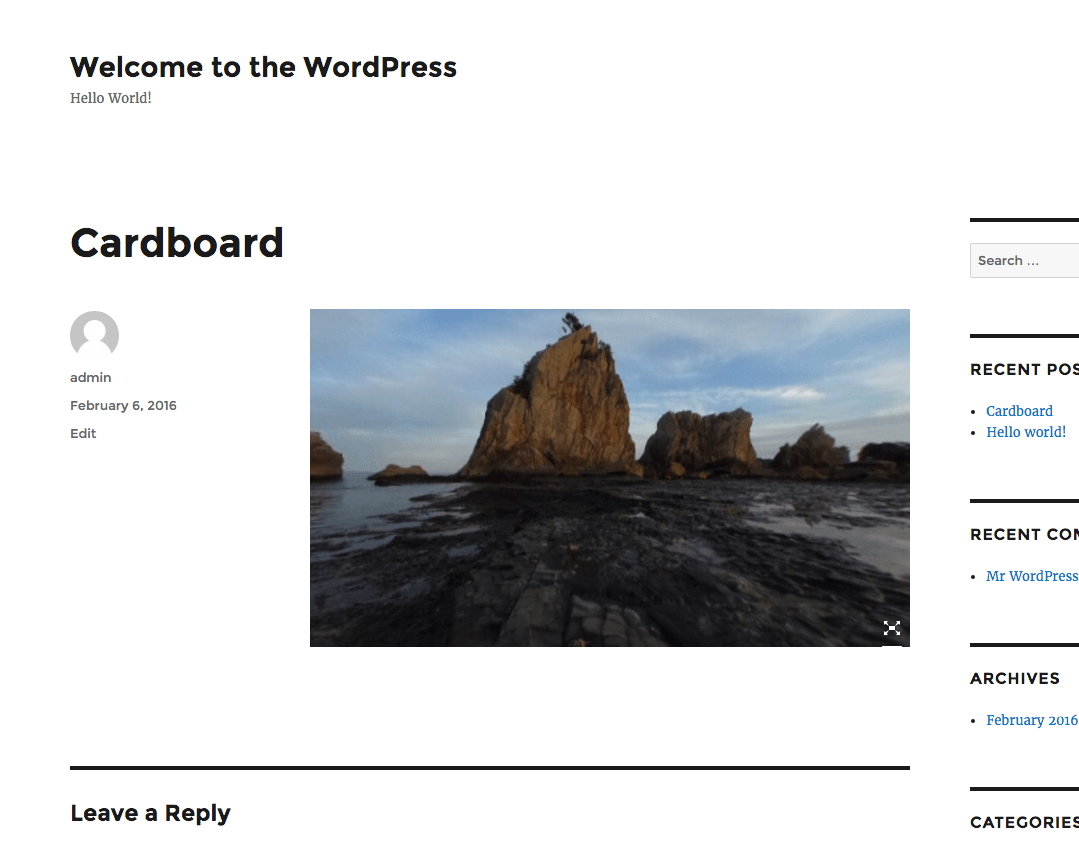 Welcome to the WordPress
Hello World!
Cardboard
admin
February 6, 2016
Edit
Leave a Reply
Search …
RECENT POS
Cardboard
Hello world!
RECENT COM
Mr WordPress
ARCHIVES
February 2016
CATEGORIES